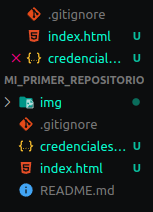 .gitignore
index.html U
credencial... U
MI_PRIMER_REPOSITORIO
img
.gitignore
credenciales... U
index.html U
README.md